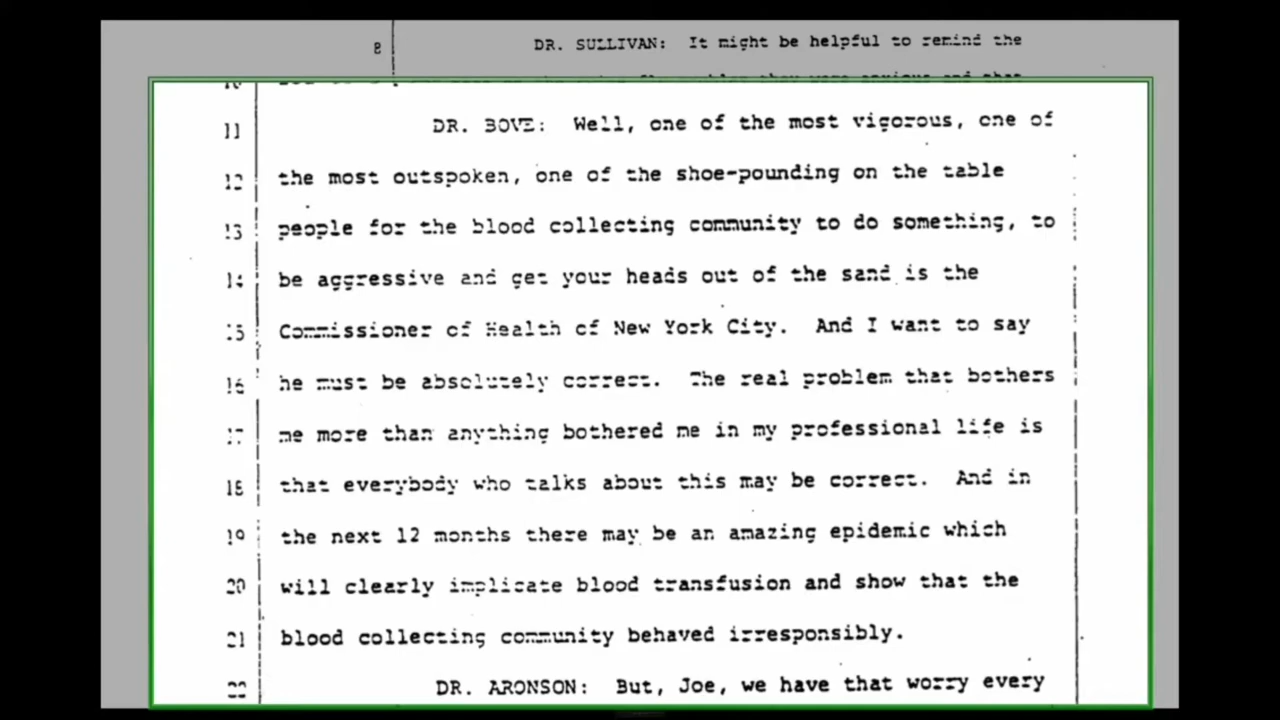 8 DR. SULLIVAN: It might be helpful to remind the
11 DR. BOVE: Well, one of the most vigorous, one of
12 the most outspoken, one of the shoe-pounding on the table
13 people for the blood collecting community to do something, to
14 be aggressive and get your heads out of the sand is the
15 Commissioner of Health of New York City. And I want to say
16 he must be absolutely correct. The real problem that bothers
17 me more than anything bothered me in my professional life is
18 that everybody who talks about this may be correct. And in
19 the next 12 months there may be an amazing epidemic which
20 will clearly implicate blood transfusion and show that the
21 blood collecting community behaved irresponsibly.
22 DR. ARONSON: But, Joe, we have that worry every